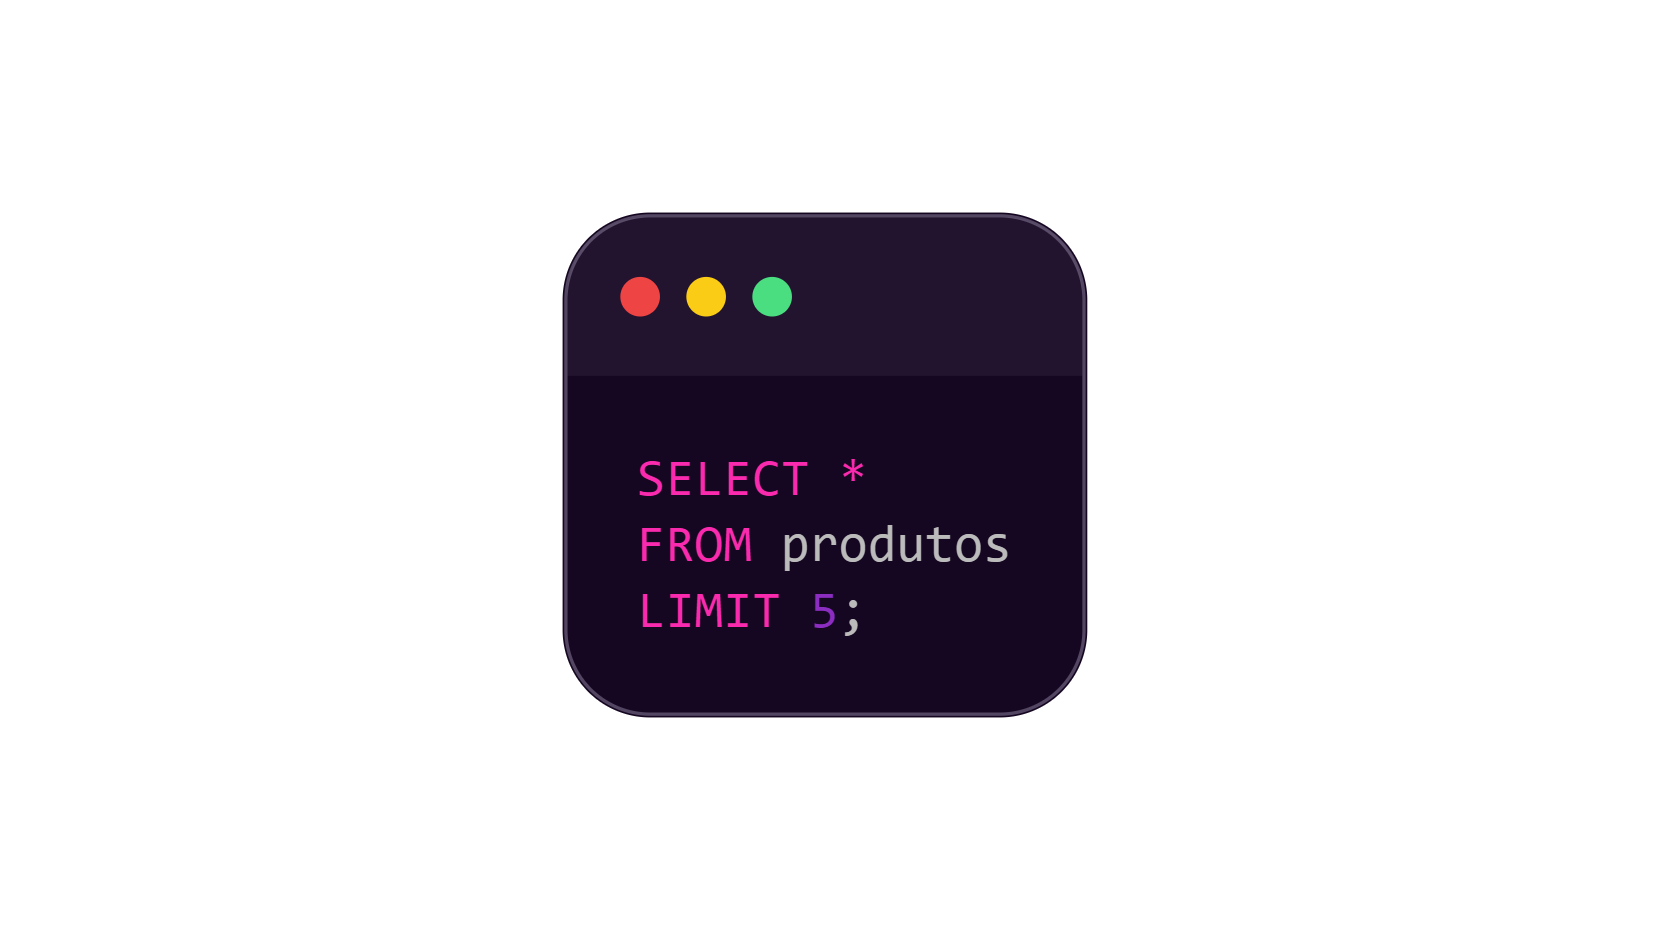 SELECT *
FROM produtos
LIMIT 5;